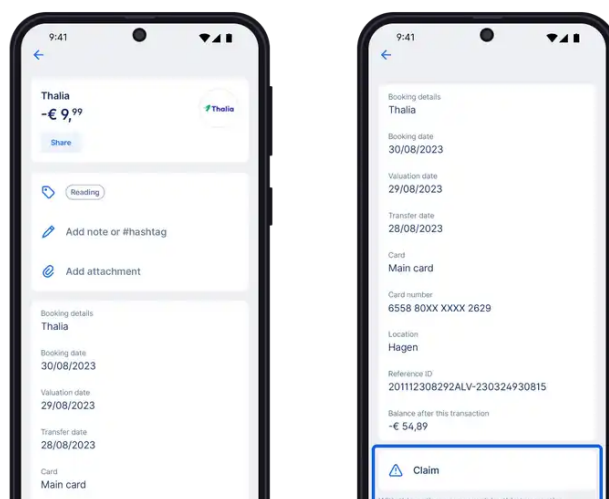 9:41
Thalia
-€ 9,⁹⁹
Thalia
Share
Reading
Add note or #hashtag
Add attachment
Booking details
Thalia
Booking date
30/08/2023
Valuation date
29/08/2023
Transfer date
28/08/2023
Card
Main card
9:41
Booking details
Thalia
Booking date
30/08/2023
Valuation date
29/08/2023
Transfer date
28/08/2023
Card
Main card
Card number
6558 80XX XXXX 2629
Location
Hagen
Reference ID
201112308292ALV-230324930815
Balance after this transaction
-€ 54,89
Claim